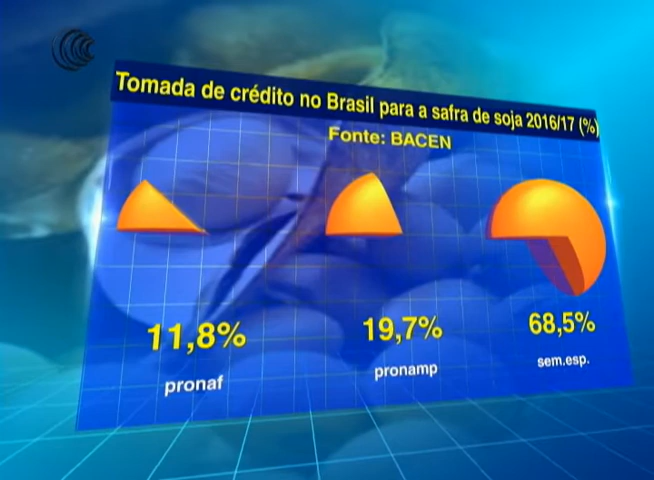 Tomada de crédito no Brasil para a safra de soja 2016/17 (%)
Fonte: BACEN
11,8% 19,7% 68,5%
pronaf pronamp sem.esp.